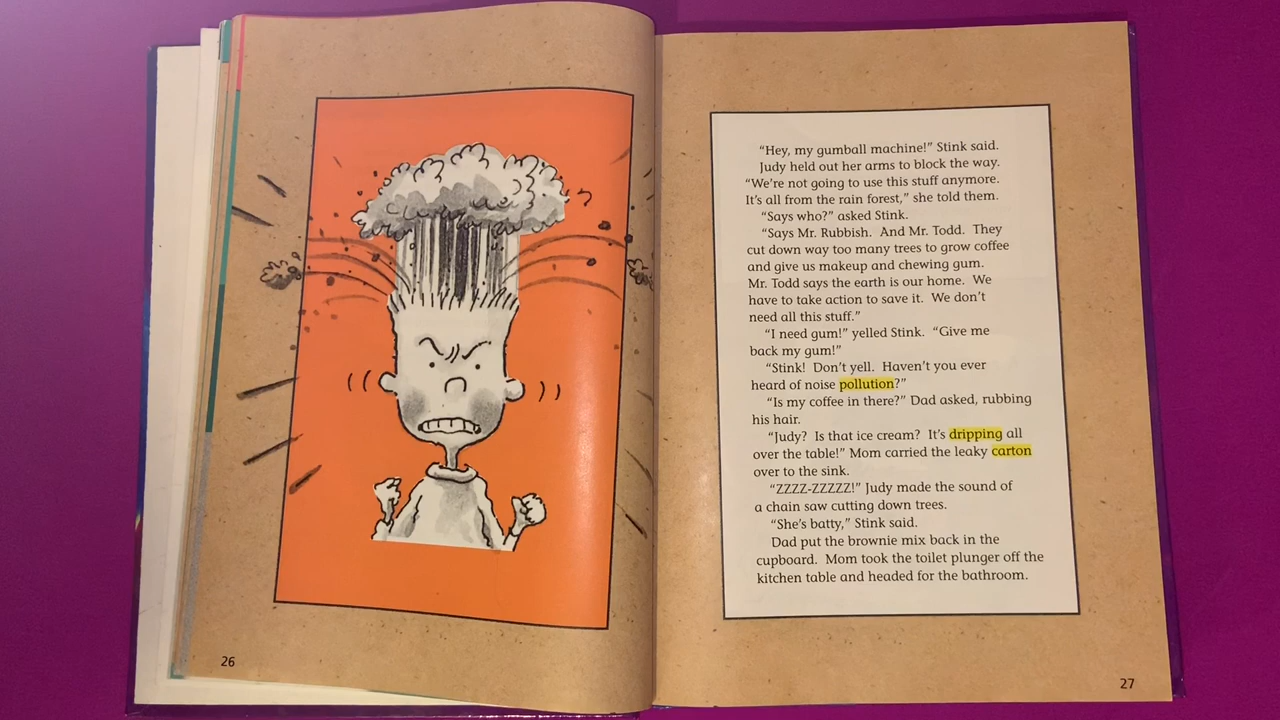 “Hey, my gumball machine!” Stink said.
Judy held out her arms to block the way.
“We’re not going to use this stuff anymore.
It’s all from the rain forest,” she told them.
“Says who?” asked Stink.
“Says Mr. Rubbish. And Mr. Todd. They
cut down way too many trees to grow coffee
and give us makeup and chewing gum.
Mr. Todd says the earth is our home. We
have to take action to save it. We don’t
need all this stuff.”
“I need gum!” yelled Stink. “Give me
back my gum!”
“Stink! Don’t yell. Haven’t you ever
heard of noise pollution?”
“Is my coffee in there?” Dad asked, rubbing
his hair.
“Judy? Is that ice cream? It’s dripping all
over the table!” Mom carried the leaky carton
over to the sink.
“ZZZZ-ZZZZZ!” Judy made the sound of
a chain saw cutting down trees.
“She’s batty,” Stink said.
Dad put the brownie mix back in the
cupboard. Mom took the toilet plunger off the
kitchen table and headed for the bathroom.
26
27